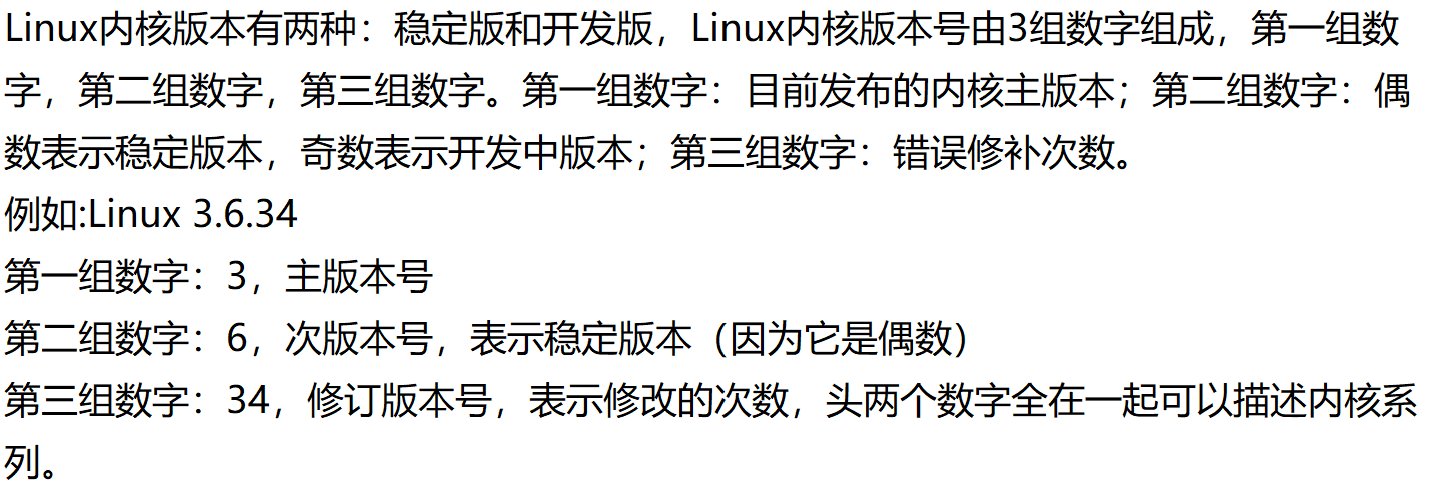 Linux内核版本有两种：稳定版和开发版，Linux内核版本号由3组数字组成，第一组数
字，第二组数字，第三组数字。第一组数字：目前发布的内核主版本；第二组数字：偶
数表示稳定版本，奇数表示开发中版本；第三组数字：错误修补次数。
例如:Linux 3.6.34
第一组数字：3，主版本号
第二组数字：6，次版本号，表示稳定版本（因为它是偶数）
第三组数字：34，修订版本号，表示修改的次数，头两个数字全在一起可以描述内核系
列。